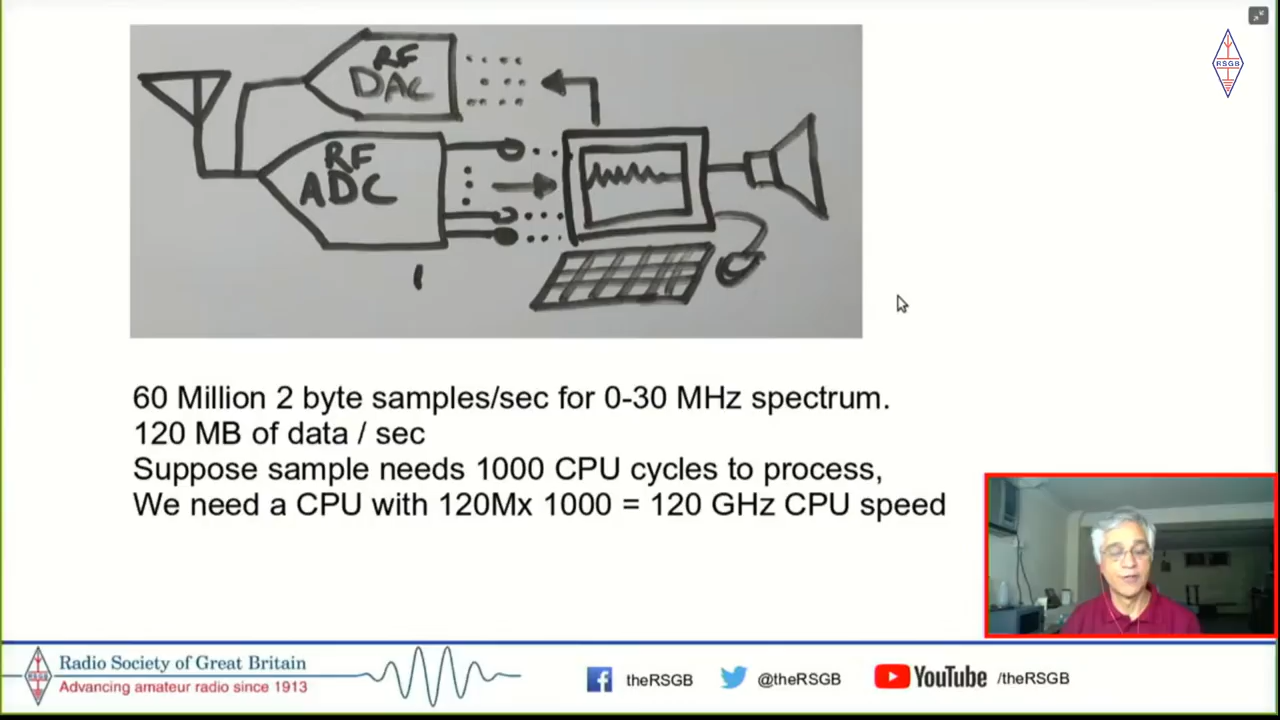 RF
DAC
RF
ADC
RSGB
60 Million 2 byte samples/sec for 0-30 MHz spectrum.
120 MB of data / sec
Suppose sample needs 1000 CPU cycles to process,
We need a CPU with 120Mx 1000 = 120 GHz CPU speed
RSGB
Radio Society of Great Britain
Advancing amateur radio since 1913
theRSGB
@theRSGB
YouTube /theRSGB